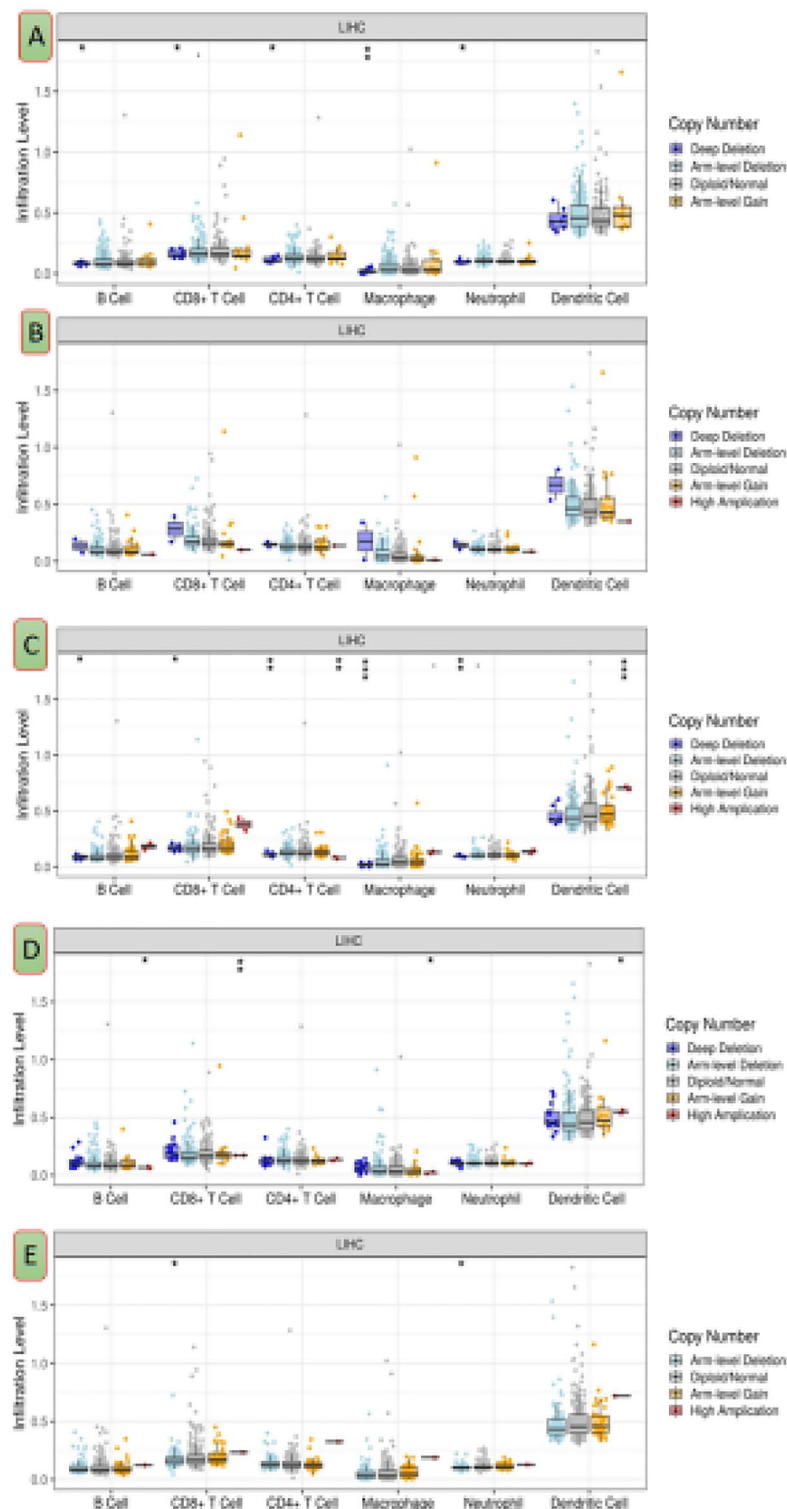 A
LIHC
Infiltration Level
1.5
1.0
0.5
0.0
B Cell CD8+ T Cell CD4+ T Cell Macrophage Neutrophil Dendritic Cell
Copy Number
Deep Deletion
Arm-level Deletion
Diploid/Normal
Arm-level Gain
B
LIHC
Infiltration Level
1.5
1.0
0.5
0.0
B Cell CD8+ T Cell CD4+ T Cell Macrophage Neutrophil Dendritic Cell
Copy Number
Deep Deletion
Arm-level Deletion
Diploid/Normal
Arm-level Gain
High Amplication
C
LIHC
Infiltration Level
1.5
1.0
0.5
0.0
B Cell CD8+ T Cell CD4+ T Cell Macrophage Neutrophil Dendritic Cell
Copy Number
Deep Deletion
Arm-level Deletion
Diploid/Normal
Arm-level Gain
High Amplication
D
LIHC
Infiltration Level
1.5
1.0
0.5
0.0
B Cell CD8+ T Cell CD4+ T Cell Macrophage Neutrophil Dendritic Cell
Copy Number
Deep Deletion
Arm-level Deletion
Diploid/Normal
Arm-level Gain
High Amplication
E
LIHC
Infiltration Level
1.5
1.0
0.5
0.0
B Cell CD8+ T Cell CD4+ T Cell Macrophage Neutrophil Dendritic Cell
Copy Number
Arm-level Deletion
Diploid/Normal
Arm-level Gain
High Amplication